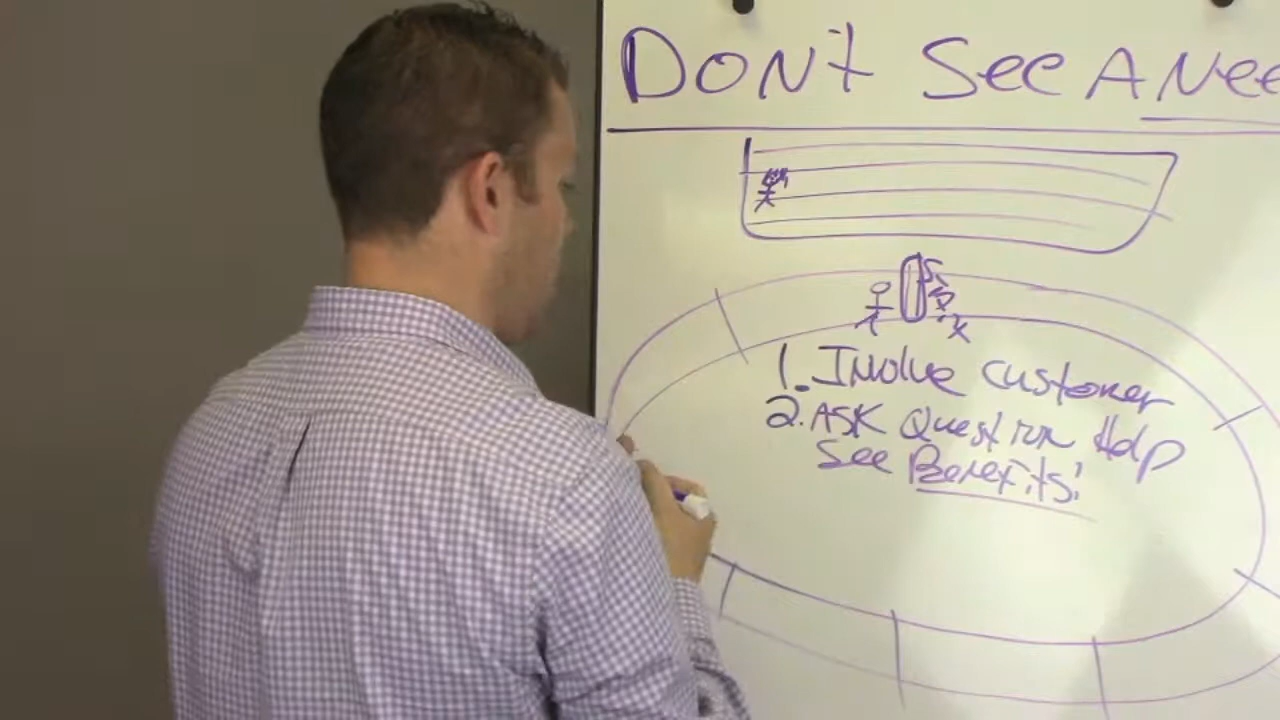 DON't See A Nee
1. Involve customer
2. ASK Question Help
See Benefits!